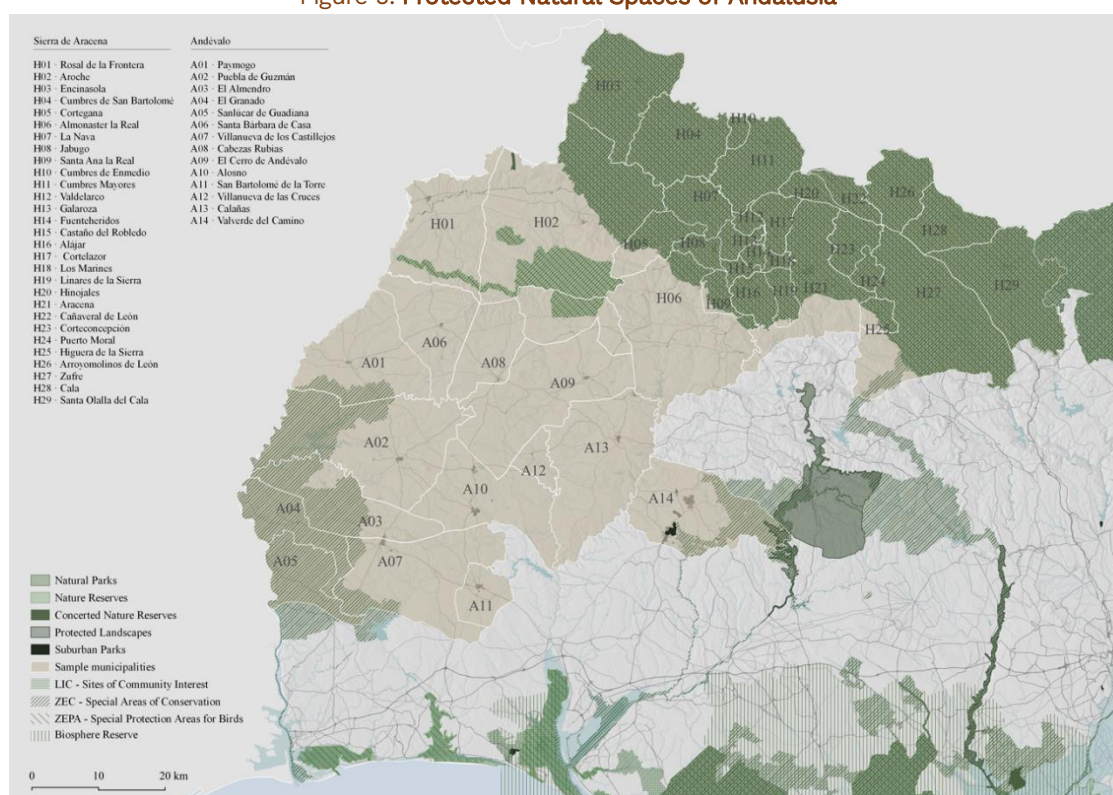 Figure 3. Protected Natural Spaces of Andalusia
Sierra de Aracena
H01 · Rosal de la Frontera
H02 · Aroche
H03 · Encinasola
H04 · Cumbres de San Bartolomé
H05 · Cortegana
H06 · Almonaster la Real
H07 · La Nava
H08 · Jabugo
H09 · Santa Ana la Real
H10 · Cumbres de Enmedio
H11 · Cumbres Mayores
H12 · Valdelarco
H13 · Galaroza
H14 · Fuenteheridos
H15 · Castaño del Robledo
H16 · Alájar
H17 · Cortelazor
H18 · Los Marines
H19 · Linares de la Sierra
H20 · Hinojales
H21 · Aracena
H22 · Cañaveral de León
H23 · Corteconcepción
H24 · Puerto Moral
H25 · Higuera de la Sierra
H26 · Arroyomolinos de León
H27 · Zufre
H28 · Cala
H29 · Santa Olalla del Cala
Andévalo
A01 · Paymogo
A02 · Puebla de Guzmán
A03 · El Almendro
A04 · El Granado
A05 · Sanlúcar de Guadiana
A06 · Santa Bárbara de Casa
A07 · Villanueva de los Castillejos
A08 · Cabezas Rubias
A09 · El Cerro de Andévalo
A10 · Alosno
A11 · San Bartolomé de la Torre
A12 · Villanueva de las Cruces
A13 · Calañas
A14 · Valverde del Camino
H03
H10
H04
H11
H07
H20
H22
H26
H01
H02
H17
H28
H23
H08
H06
H16
H19
H21
H24
H27
H29
H09
H25
A06
A01
A08
A09
A02
A13
A12
A10
A14
A04
A03
A05
A07
A11
Natural Parks
Nature Reserves
Concerted Nature Reserves
Protected Landscapes
Suburban Parks
Sample municipalities
LIC - Sites of Community Interest
ZEC - Special Areas of Conservation
ZEPA - Special Protection Areas for Birds
Biosphere Reserve
0 10 20 km